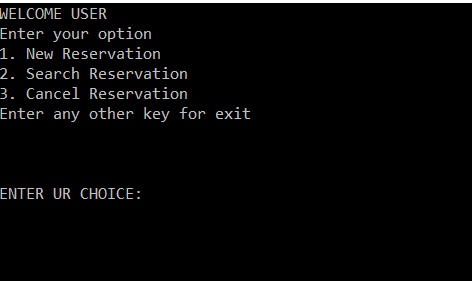 WELCOME USER
Enter your option
1. New Reservation
2. Search Reservation
3. Cancel Reservation
Enter any other key for exit
ENTER UR CHOICE: